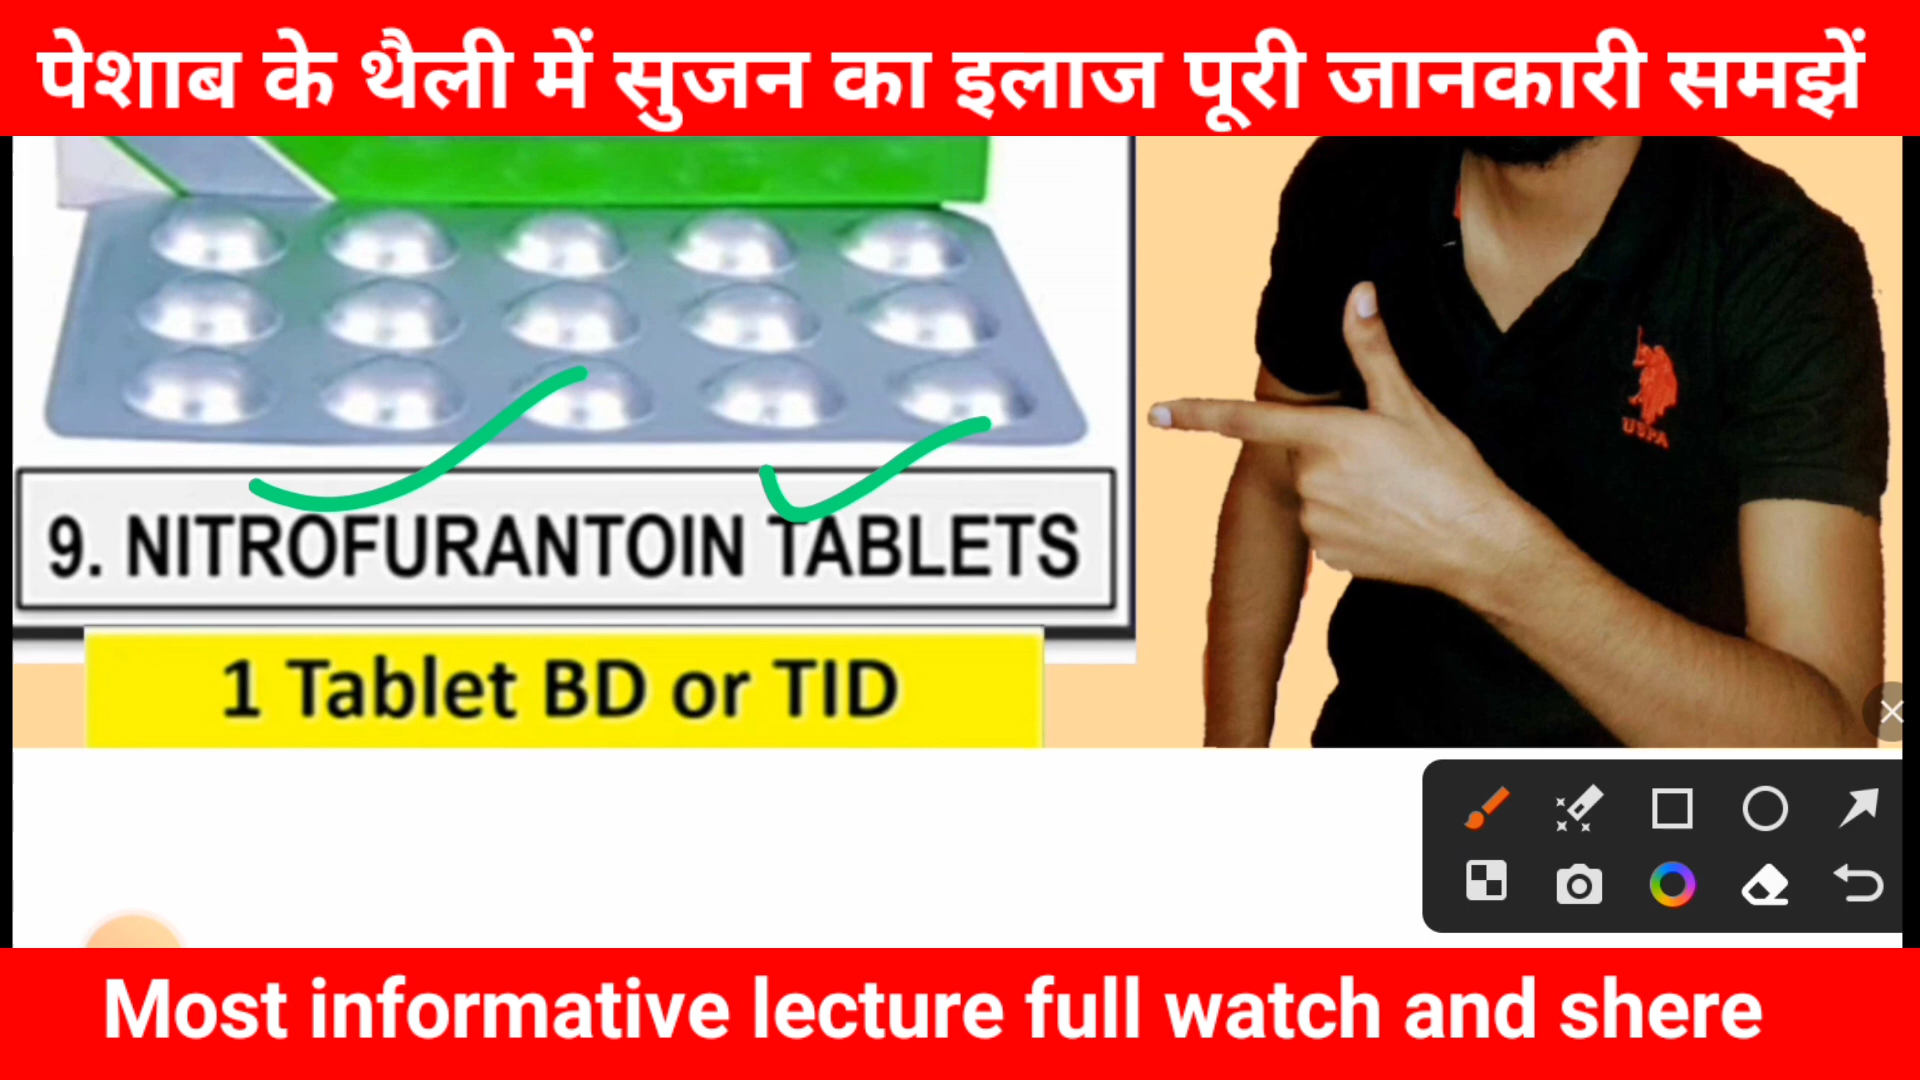 पेशाब के थैली में सुजन का इलाज पूरी जानकारी समझें
USPA
9. NITROFURANTOIN TABLETS
1 Tablet BD or TID
Most informative lecture full watch and shere